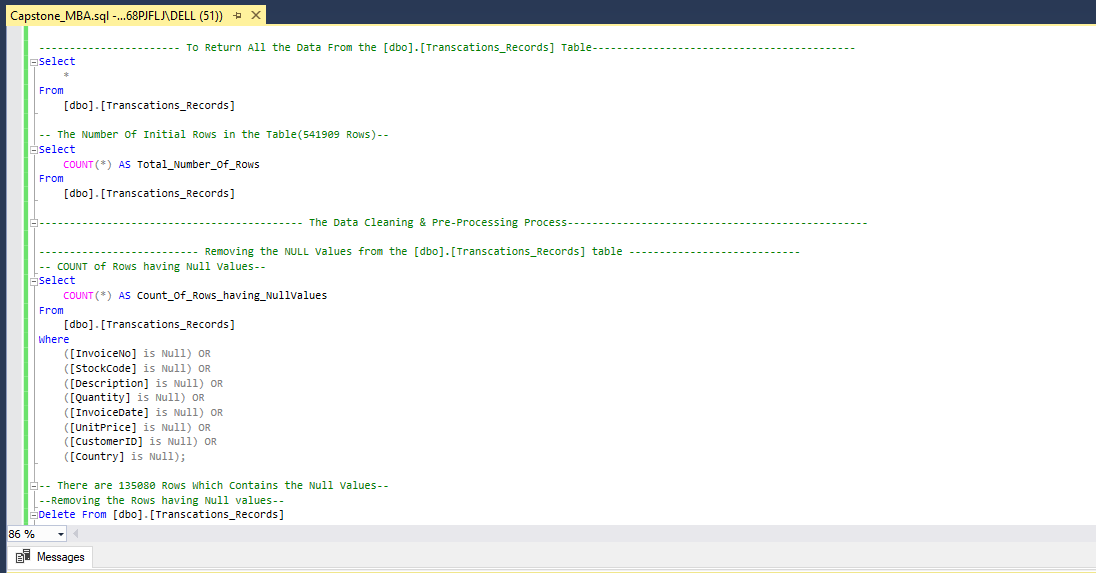 Capstone_MBA.sql -...68PJFLJ\DELL (51))
----------------------- To Return All the Data From the [dbo].[Transcations_Records] Table-------------------------------------------
Select
*
From
[dbo].[Transcations_Records]
-- The Number Of Initial Rows in the Table(541909 Rows)--
Select
COUNT(*) AS Total_Number_Of_Rows
From
[dbo].[Transcations_Records]
------------------------------------------- The Data Cleaning & Pre-Processing Process-------------------------------------------------
-------------------------- Removing the NULL Values from the [dbo].[Transcations_Records] table ----------------------------
-- COUNT of Rows having Null Values--
Select
COUNT(*) AS Count_Of_Rows_having_NullValues
From
[dbo].[Transcations_Records]
Where
([InvoiceNo] is Null) OR
([StockCode] is Null) OR
([Description] is Null) OR
([Quantity] is Null) OR
([InvoiceDate] is Null) OR
([UnitPrice] is Null) OR
([CustomerID] is Null) OR
([Country] is Null);
-- There are 135080 Rows Which Contains the Null Values--
--Removing the Rows having Null values--
Delete From [dbo].[Transcations_Records]
86 %
Messages